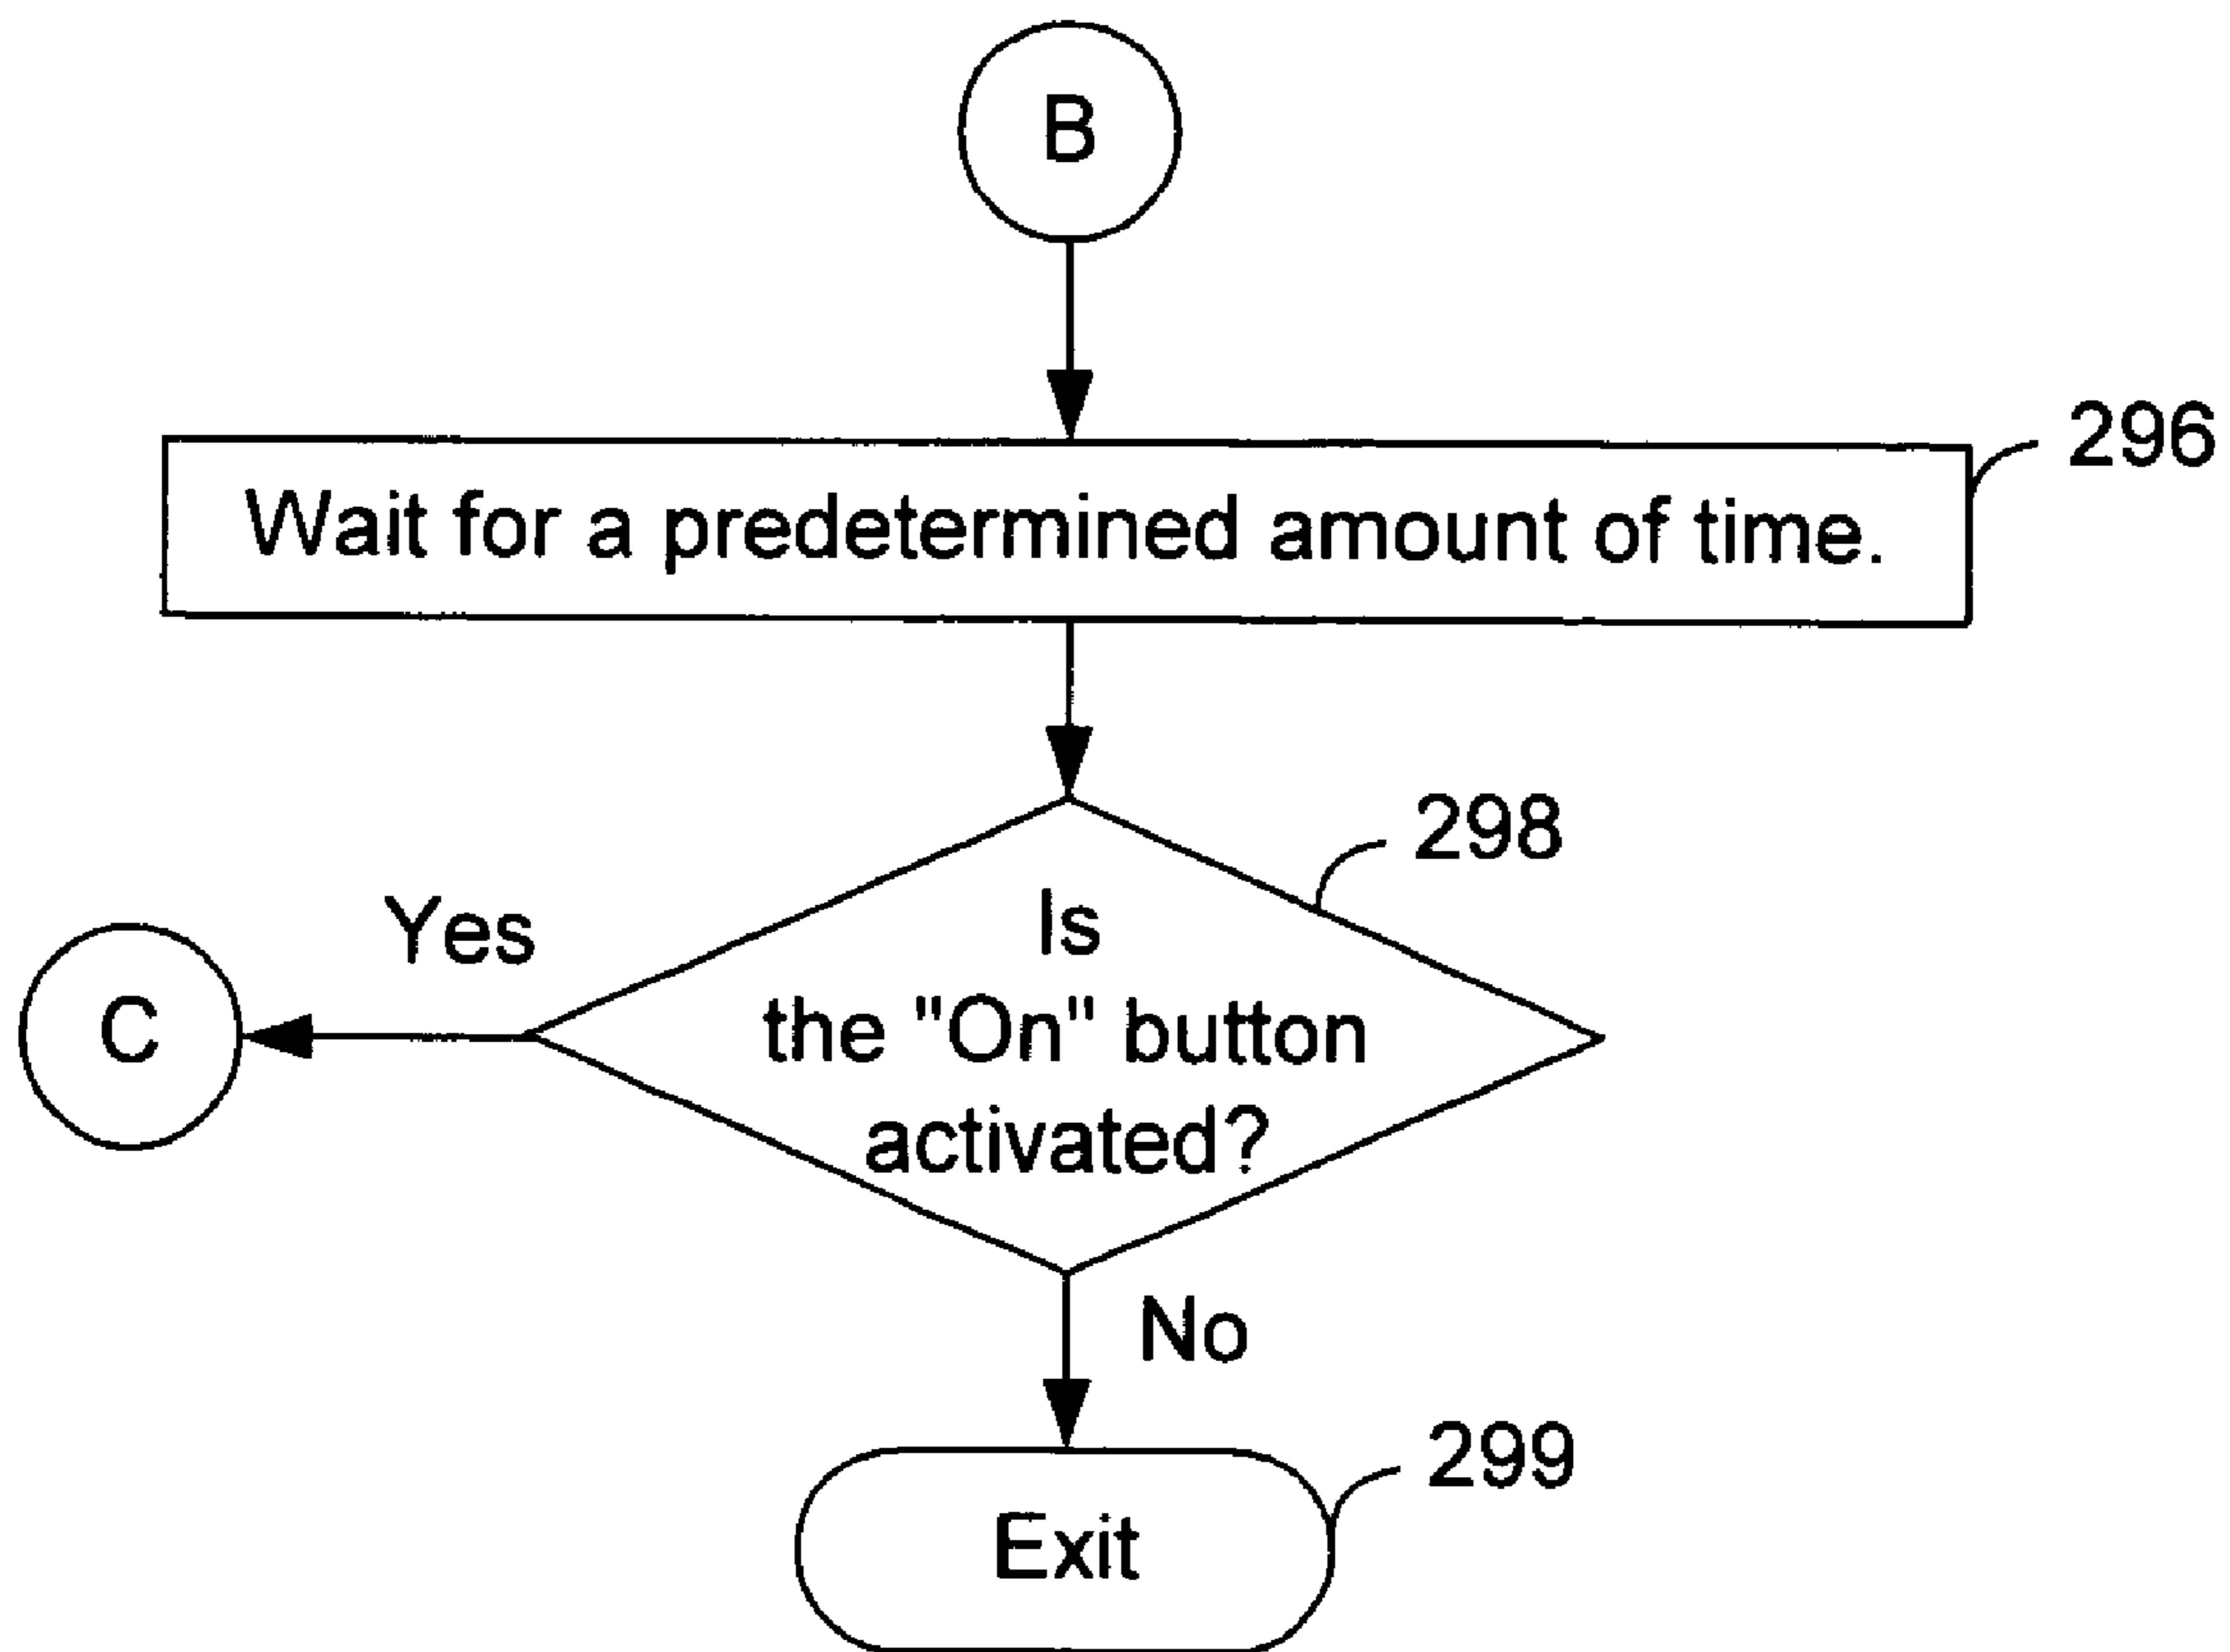 B
296
Wait for a predetermined amount of time.
298
Is
the "On" button
activated?
Yes
C
No
299
Exit